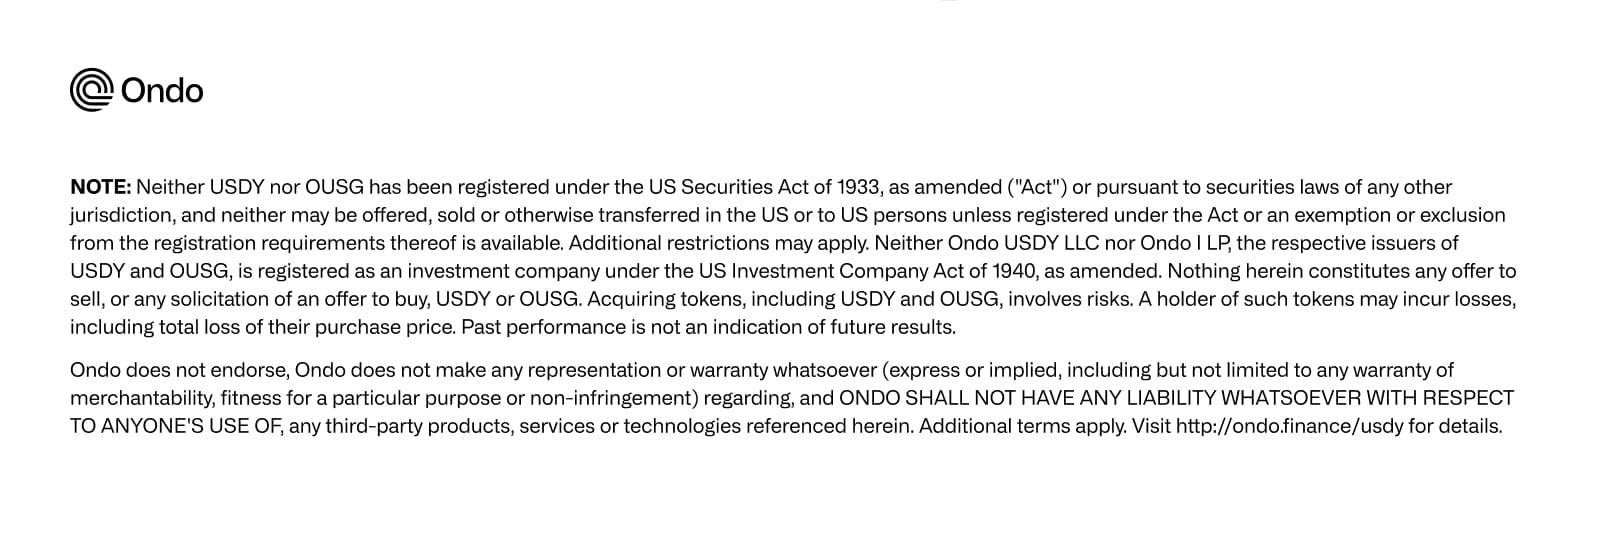 Ondo
NOTE: Neither USDY nor OUSG has been registered under the US Securities Act of 1933, as amended ("Act") or pursuant to securities laws of any other
jurisdiction, and neither may be offered, sold or otherwise transferred in the US or to US persons unless registered under the Act or an exemption or exclusion
from the registration requirements thereof is available. Additional restrictions may apply. Neither Ondo USDY LLC nor Ondo I LP, the respective issuers of
USDY and OUSG, is registered as an investment company under the US Investment Company Act of 1940, as amended. Nothing herein constitutes any offer to
sell, or any solicitation of an offer to buy, USDY or OUSG. Acquiring tokens, including USDY and OUSG, involves risks. A holder of such tokens may incur losses,
including total loss of their purchase price. Past performance is not an indication of future results.
Ondo does not endorse, Ondo does not make any representation or warranty whatsoever (express or implied, including but not limited to any warranty of
merchantability, fitness for a particular purpose or non-infringement) regarding, and ONDO SHALL NOT HAVE ANY LIABILITY WHATSOEVER WITH RESPECT
TO ANYONE'S USE OF, any third-party products, services or technologies referenced herein. Additional terms apply. Visit http://ondo.finance/usdy for details.